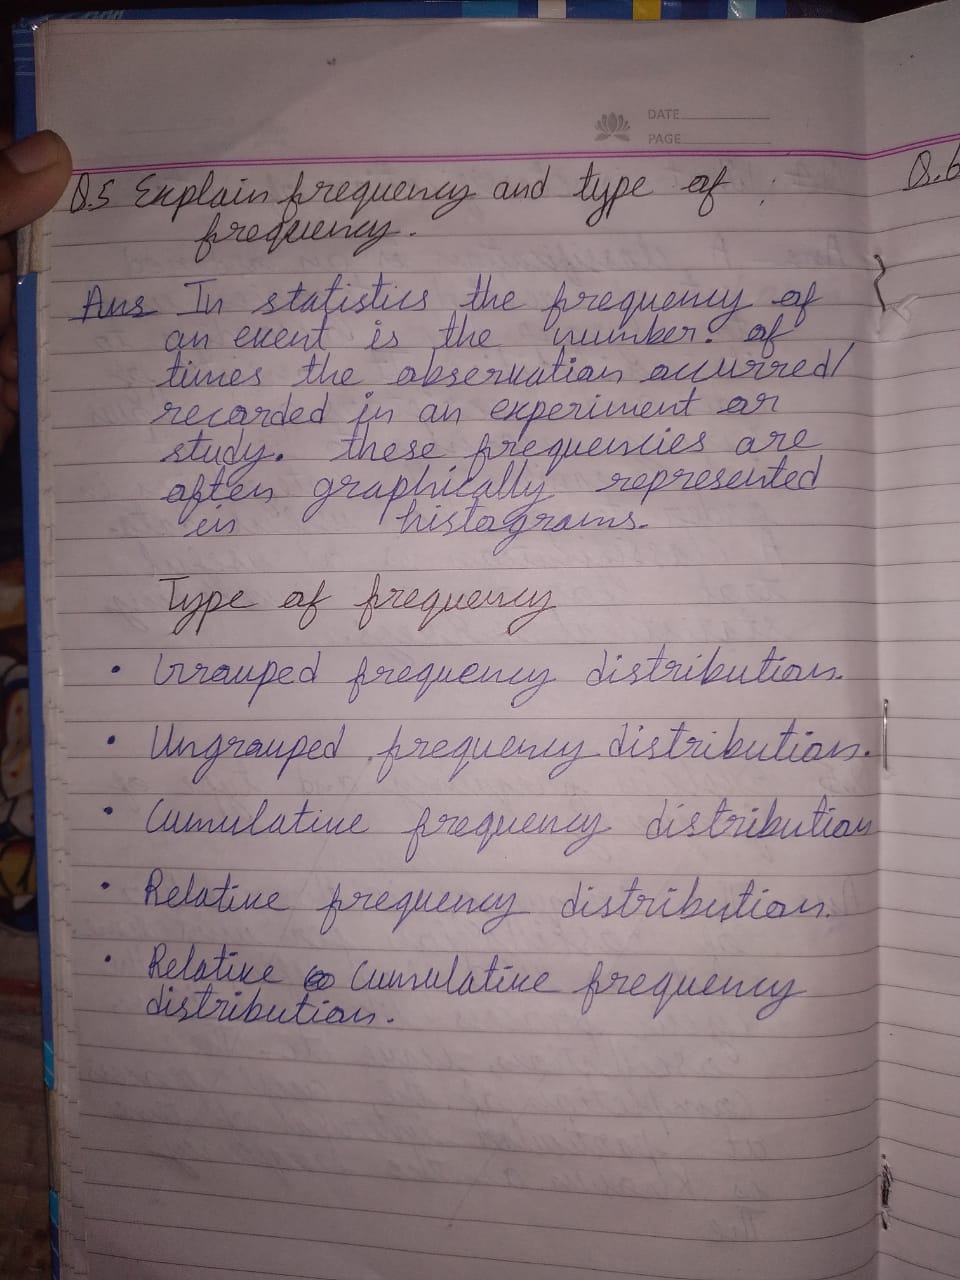 DATE
PAGE
Q.5 Explain frequency and type of
frequency.
Q.6
Ans In statistics the frequency of
an event is the number. of
times the observation occurred/
recorded in an experiment or
study. these frequencies are
often graphically represented
in histograms.
Type of frequency
• Grouped frequency distribution.
• Ungrouped frequency distribution.
• Cumulative frequency distribution
• Relative frequency distribution.
• Relative Cumulative frequency
distribution.